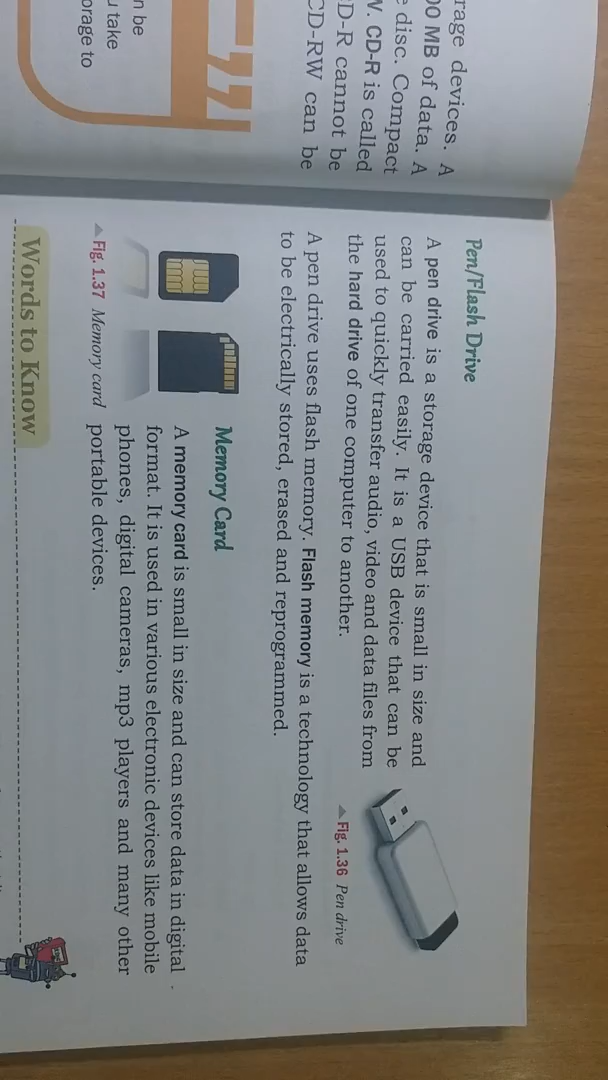 rage devices. A
00 MB of data. A
e disc. Compact
CD-R is called
D-R cannot be
CD-RW can be
n be
u take
orage to
Pen/Flash Drive
A pen drive is a storage device that is small in size and
can be carried easily. It is a USB device that can be
used to quickly transfer audio, video and data files from
the hard drive of one computer to another.
Fig. 1.36 Pen drive
A pen drive uses flash memory. Flash memory is a technology that allows data
to be electrically stored, erased and reprogrammed.
Memory Card
A memory card is small in size and can store data in digital
format. It is used in various electronic devices like mobile
phones, digital cameras, mp3 players and many other
portable devices.
Fig. 1.37 Memory card
Words to Know